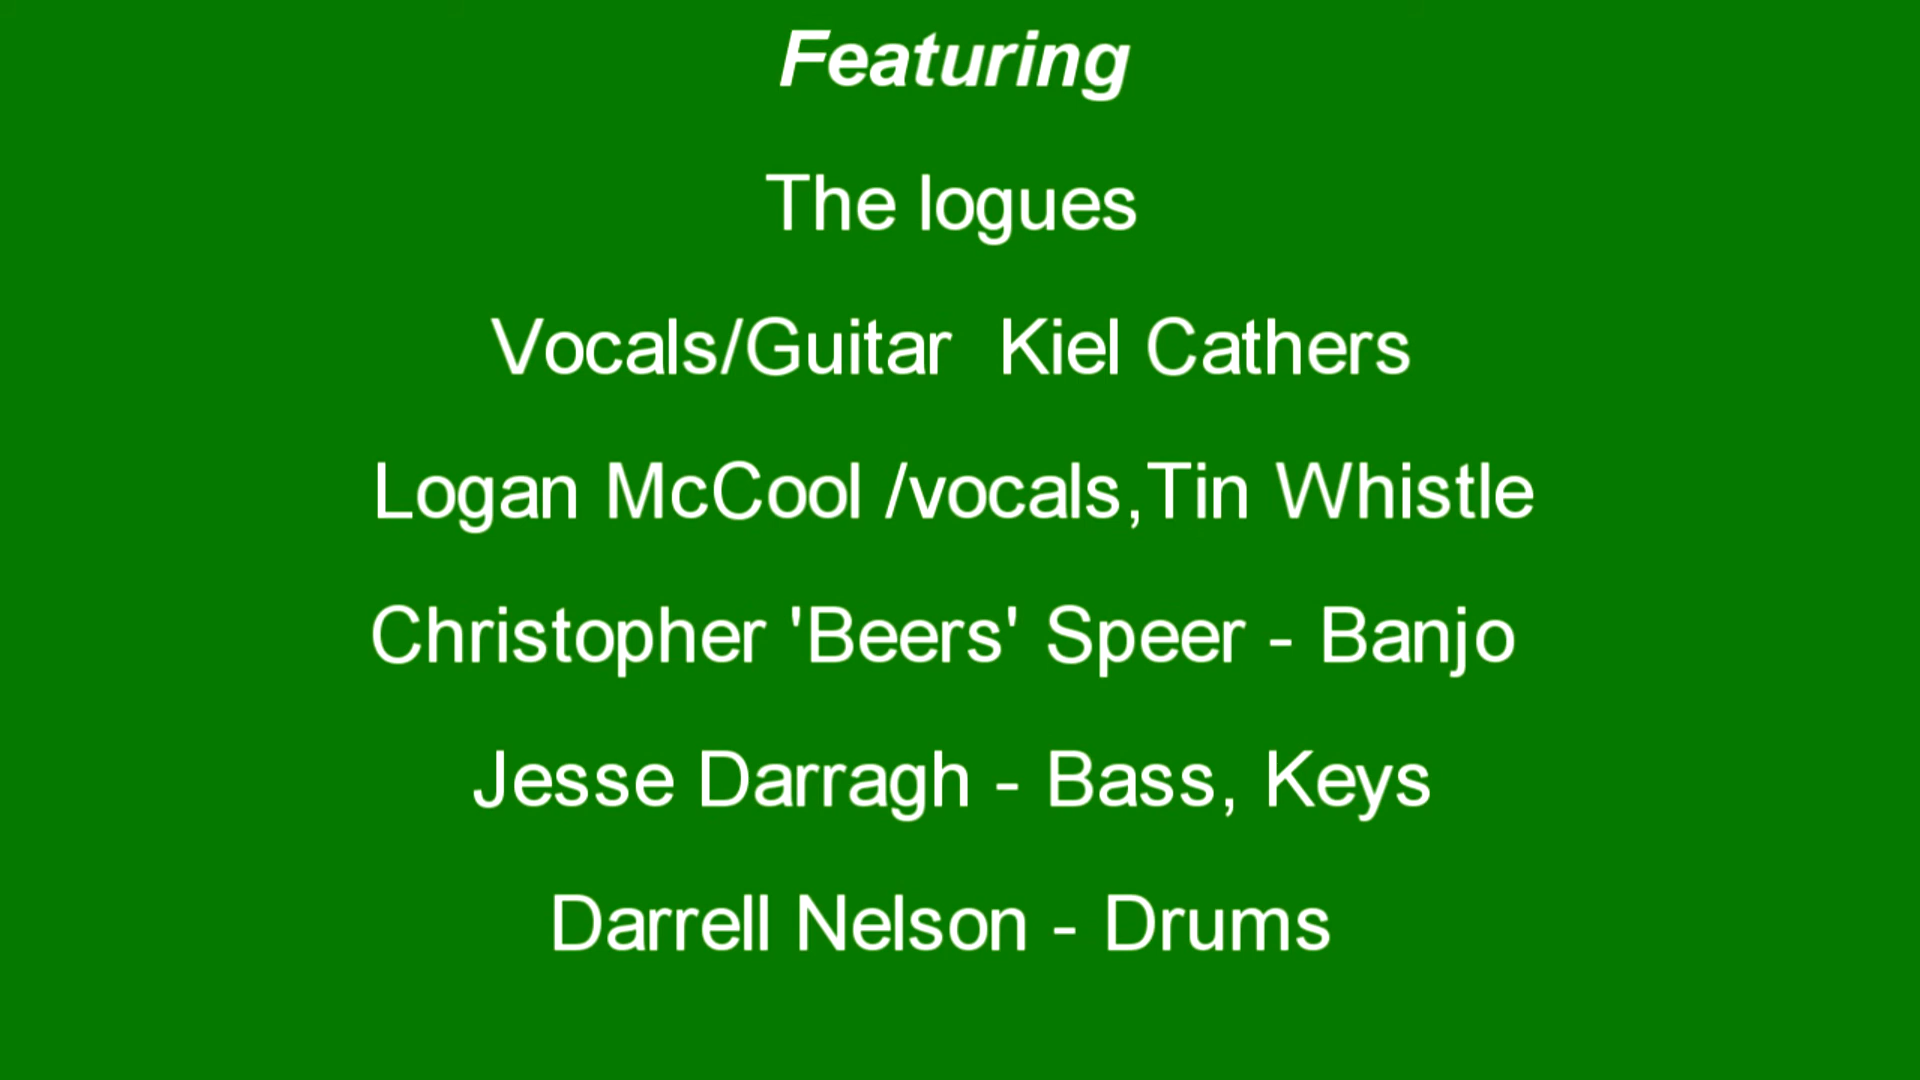 Featuring
The logues
Vocals/Guitar  Kiel Cathers
Logan McCool /vocals,Tin Whistle
Christopher 'Beers' Speer - Banjo
Jesse Darragh - Bass, Keys
Darrell Nelson - Drums